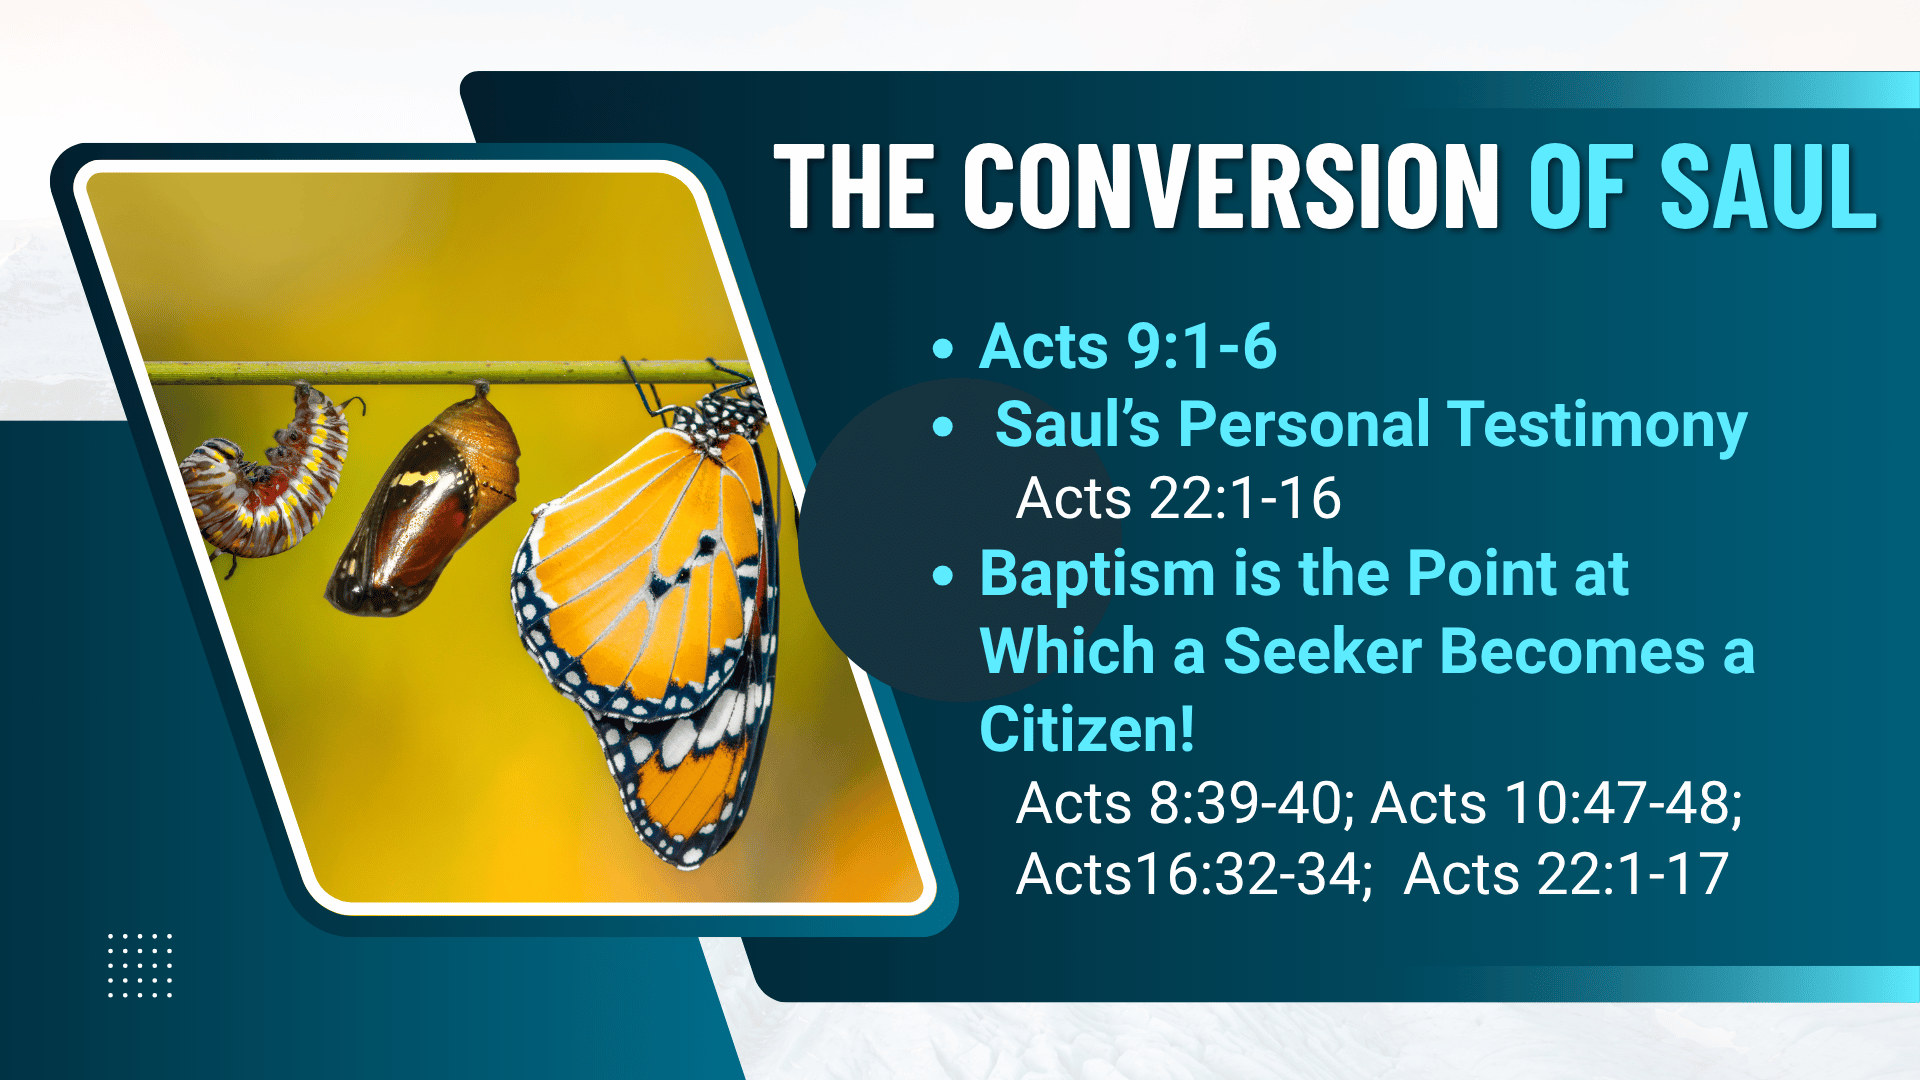 THE CONVERSION OF SAUL
• Acts 9:1-6
• Saul’s Personal Testimony
Acts 22:1-16
• Baptism is the Point at
Which a Seeker Becomes a
Citizen!
Acts 8:39-40; Acts 10:47-48;
Acts16:32-34; Acts 22:1-17